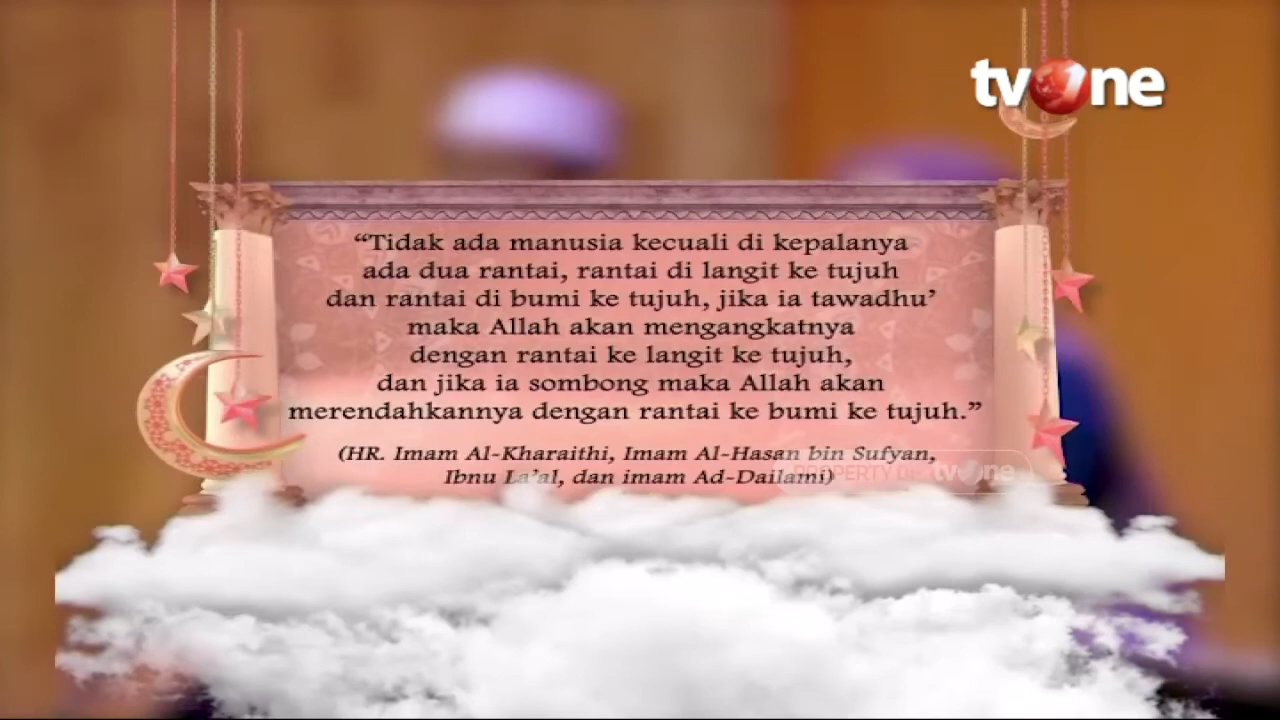 tvOne
“Tidak ada manusia kecuali di kepalanya
ada dua rantai, rantai di langit ke tujuh
dan rantai di bumi ke tujuh, jika ia tawadhu’
maka Allah akan mengangkatnya
dengan rantai ke langit ke tujuh,
dan jika ia sombong maka Allah akan
merendahkannya dengan rantai ke bumi ke tujuh.”
(HR. Imam Al-Kharaithi, Imam Al-Hasan bin Sufyan,
Ibnu La’al, dan imam Ad-Dailami)
PROPERTY OF tvOne